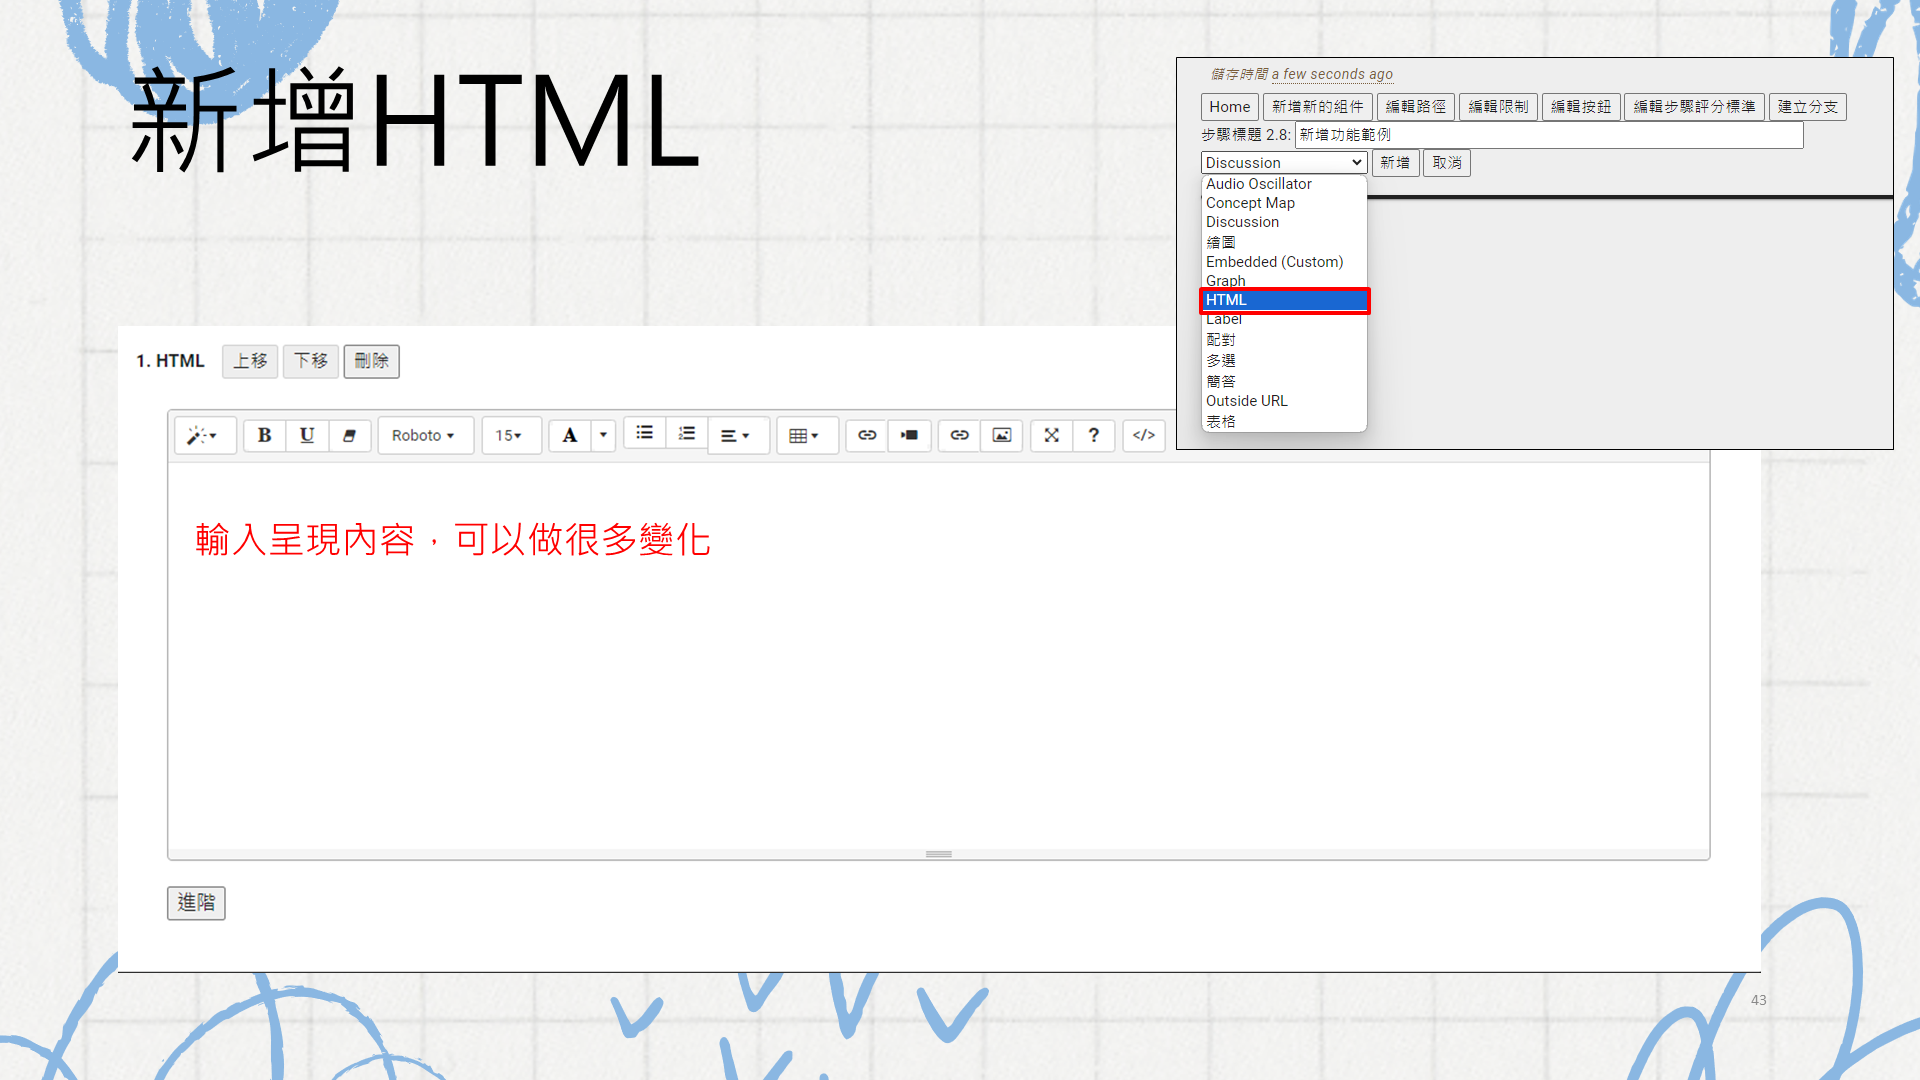 新增HTML
儲存時間 a few seconds ago
Home 新增新的組件 編輯路徑 編輯限制 編輯按鈕 編輯步驟評分標準 建立分支
步驟標題 2.8: 新增功能範例
Discussion 新增 取消
Audio Oscillator
Concept Map
Discussion
繪圖
Embedded (Custom)
Graph
HTML
Label
配對
多選
簡答
Outside URL
表格
1. HTML 上移 下移 刪除
B U Roboto 15 A ? </>
輸入呈現內容，可以做很多變化
進階
43